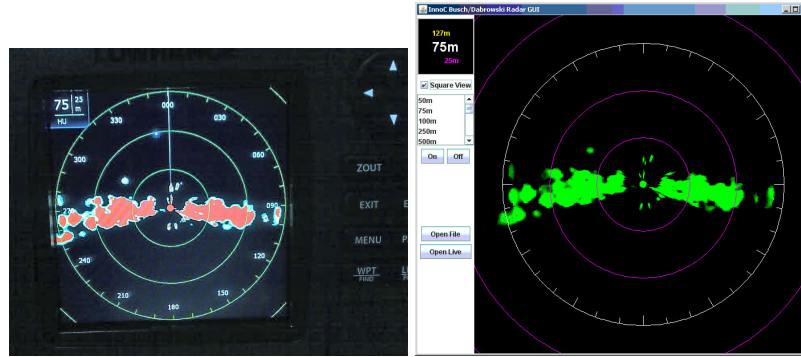 75
25
m
HU
000
030
060
090
120
150
180
210
240
300
330
ZOUT
EXIT
MENU
WPT
FIND
InnoC Busch/Dabrowski Radar GUI
127m
75m
25m
Square View
50m
75m
100m
250m
500m
On
Off
Open File
Open Live